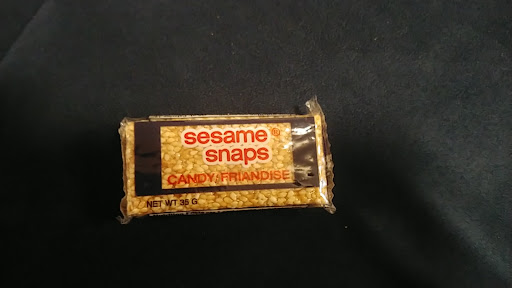 sesame®
snaps
CANDY/FRIANDISE
NET WT 35 G